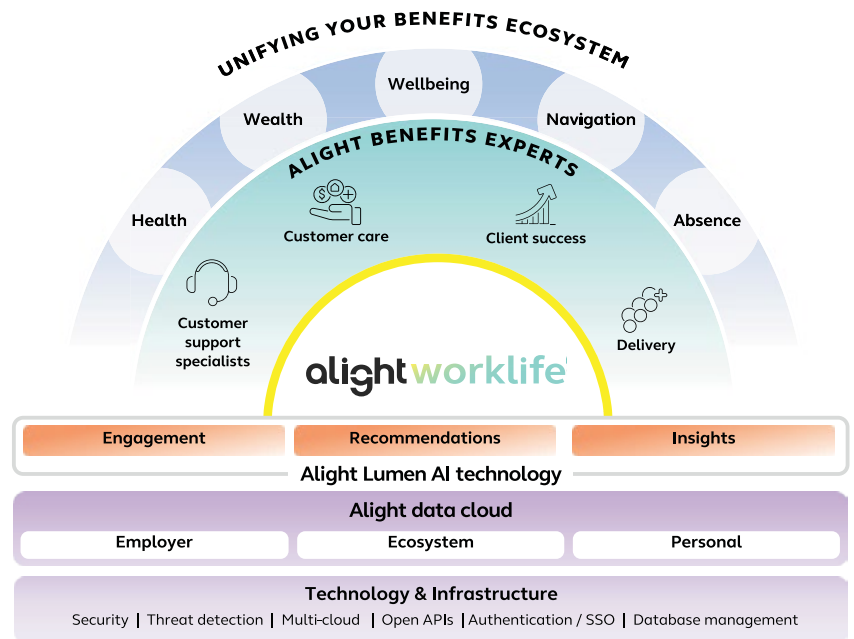 UNIFYING YOUR BENEFITS ECOSYSTEM
Health
Wealth
Wellbeing
Navigation
Absence
ALIGHT BENEFITS EXPERTS
Customer
support
specialists
Customer care
Client success
Delivery
alight worklife
Engagement
Recommendations
Insights
Alight Lumen AI technology
Alight data cloud
Employer
Ecosystem
Personal
Technology & Infrastructure
Security | Threat detection | Multi-cloud | Open APIs | Authentication / SSO | Database management